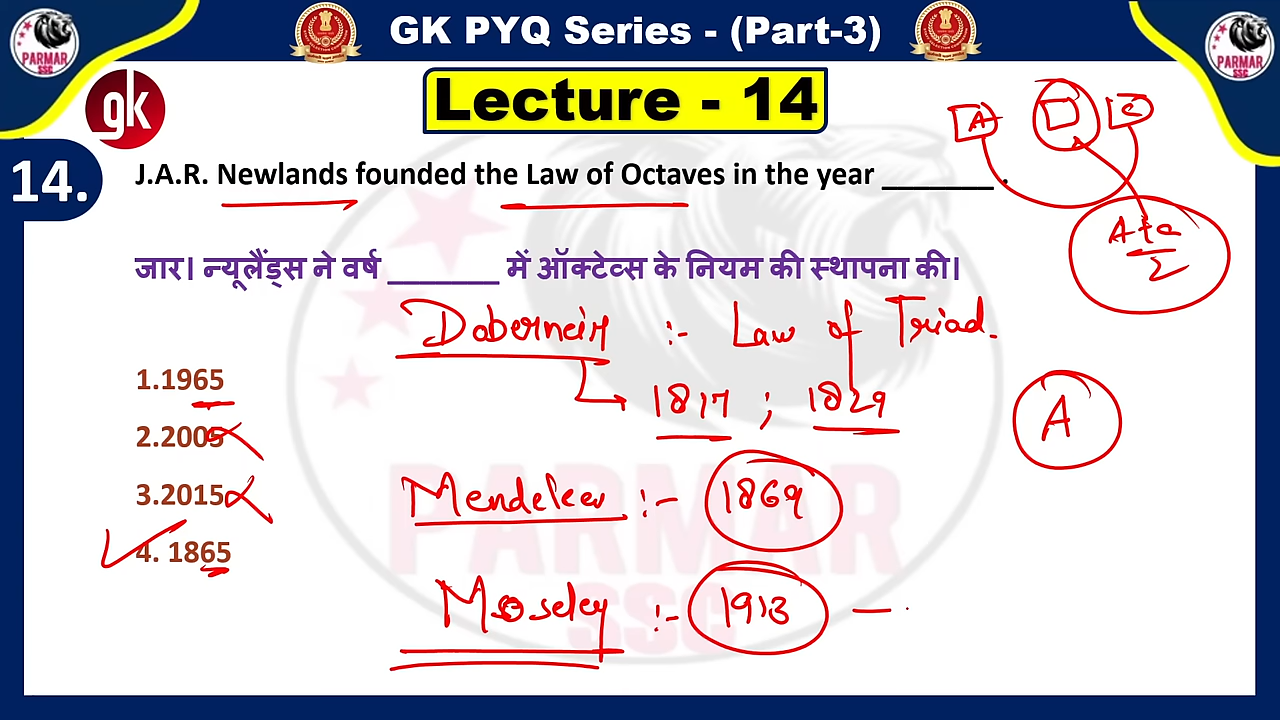 PARMAR
SSC
GK PYQ Series - (Part-3)
PARMAR
SSC
gk
Lecture - 14
A
C
14.
J.A.R. Newlands founded the Law of Octaves in the year _______ .
A+c
2
जार। न्यूलैंड्स ने वर्ष _______ में ऑक्टेव्स के नियम की स्थापना की।
:- Law of Triad.
1.1965
1817 ; 1829
A
2.2005
3.2015
Mendeleev :- 1869
4. 1865
Moseley :- 1913 —
PARMAR
SSC